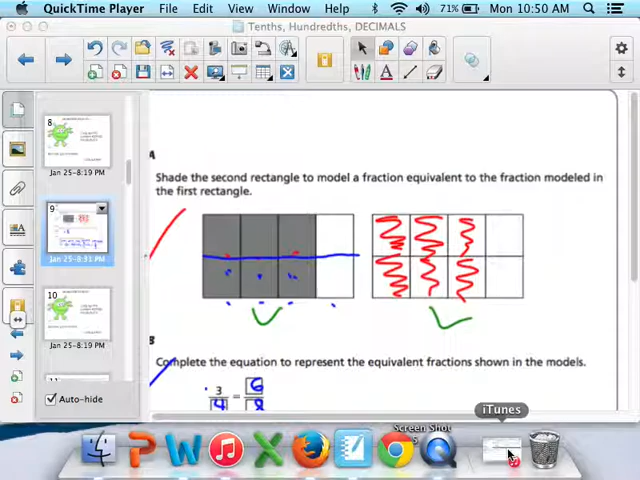 QuickTime Player File Edit View Window Help 71% Mon 10:50 AM
Tenths, Hundredths, DECIMALS
8
Jan 25-8:19 PM
9
Jan 25-8:31 PM
10
Jan 25-8:19 PM
Auto-hide
A
Shade the second rectangle to model a fraction equivalent to the fraction modeled in
the first rectangle.
B
Complete the equation to represent the equivalent fractions shown in the models.
3 = 6
4 8
iTunes
Screen Shot